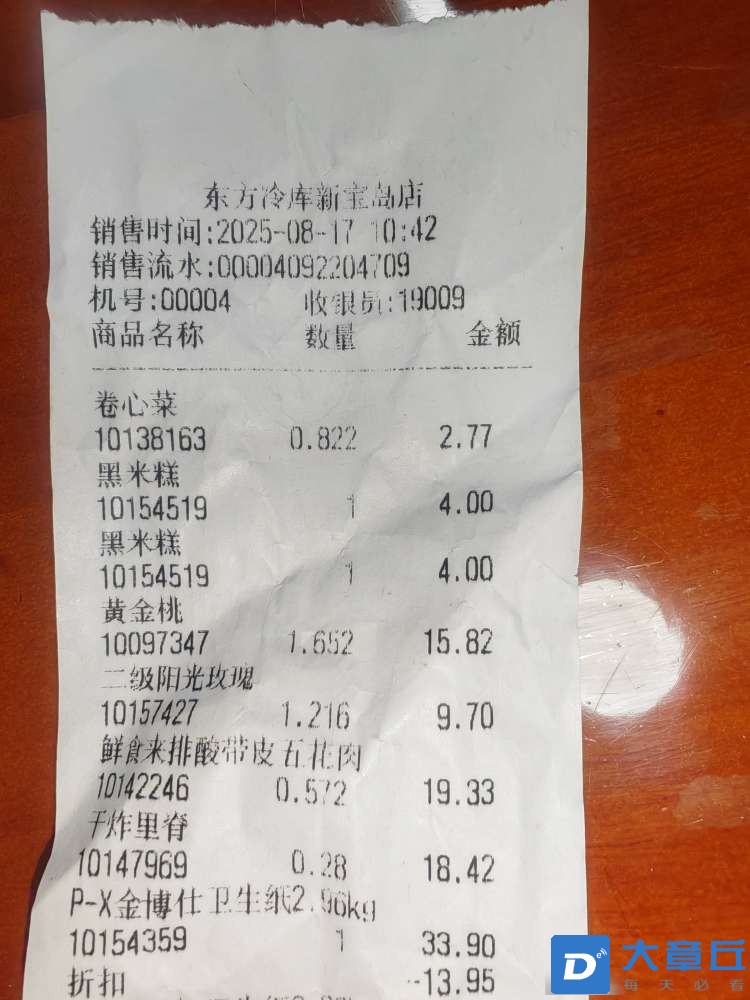 东方冷库新宝岛店
销售时间:2025-08-17 10:42
销售流水:00004092204709
机号:00004 收银员:19009
商品名称 数量 金额
卷心菜
10138163 0.822 2.77
黑米糕
10154519 1 4.00
黑米糕
10154519 1 4.00
黄金桃
10097347 1.652 15.82
二级阳光玫瑰
10157427 1.216 9.70
鲜食来排酸带皮五花肉
10142246 0.572 19.33
干炸里脊
10147969 0.28 18.42
P-X金博仕卫生纸2.96kg
10154359 1 33.90
折扣 -13.95
大章丘
每天必看